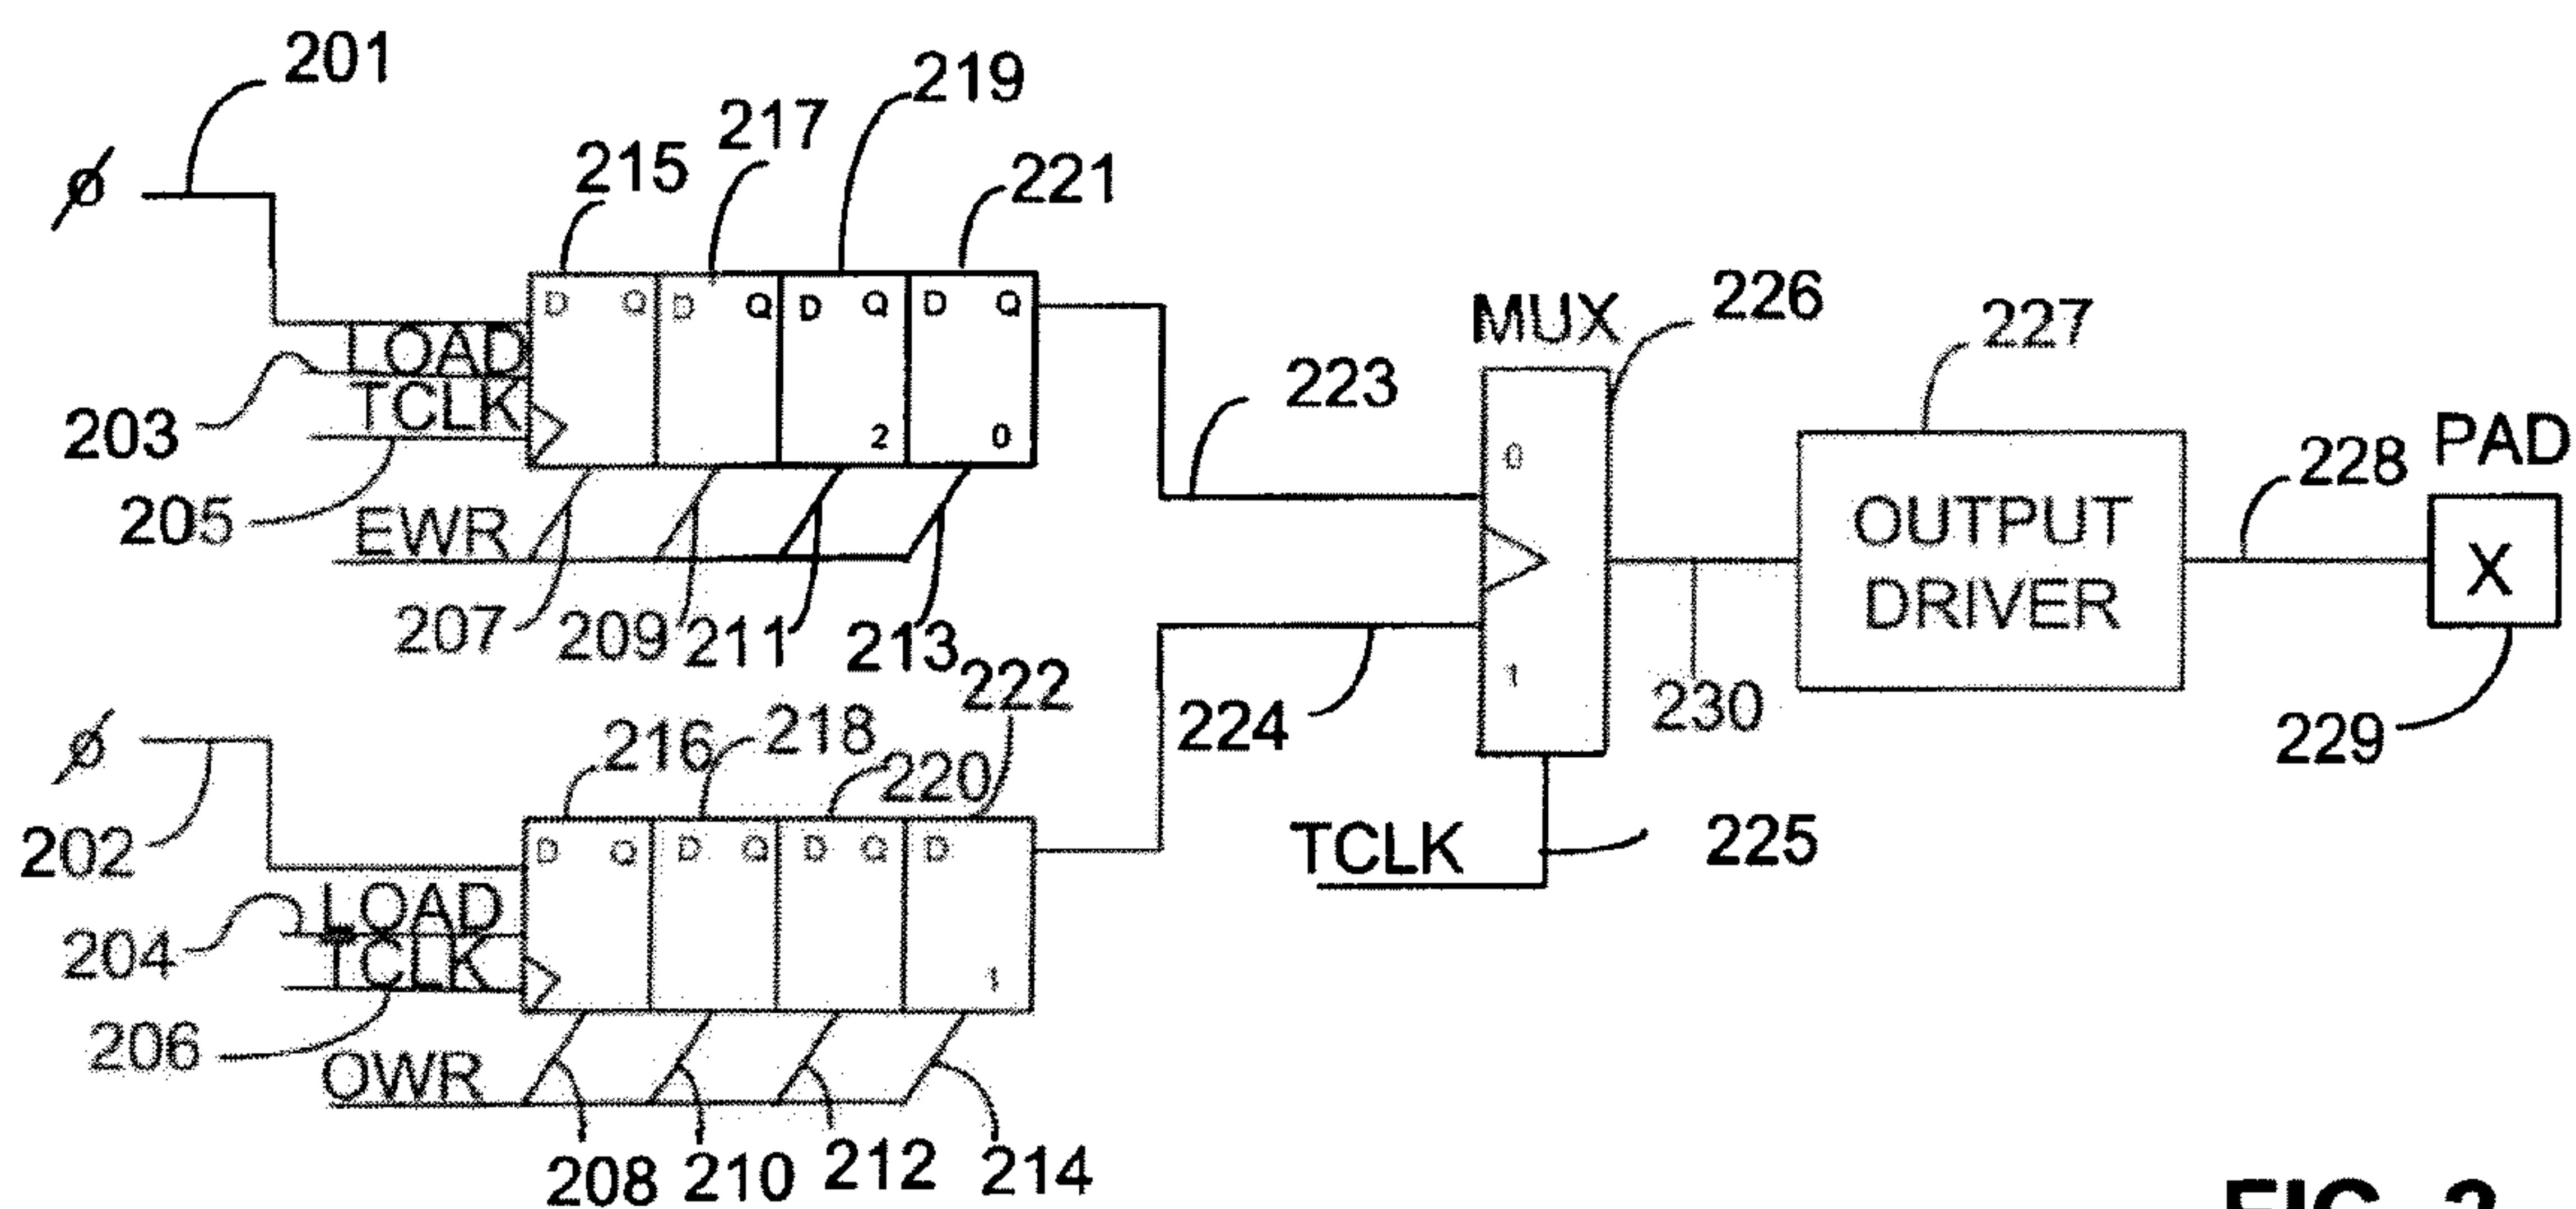 201
219
217
215
221
ø
D Q D Q D Q D Q
LOAD
TCLK
203
205
2 0
EWR
207 209 211 213
MUX
226
227
223
0
1
OUTPUT
DRIVER
228
PAD
X
229
230
224
TCLK
225
222
216 218 220
ø
202
D Q D Q D Q D
LOAD
TCLK
204
206
1
OWR
208 210 212 214